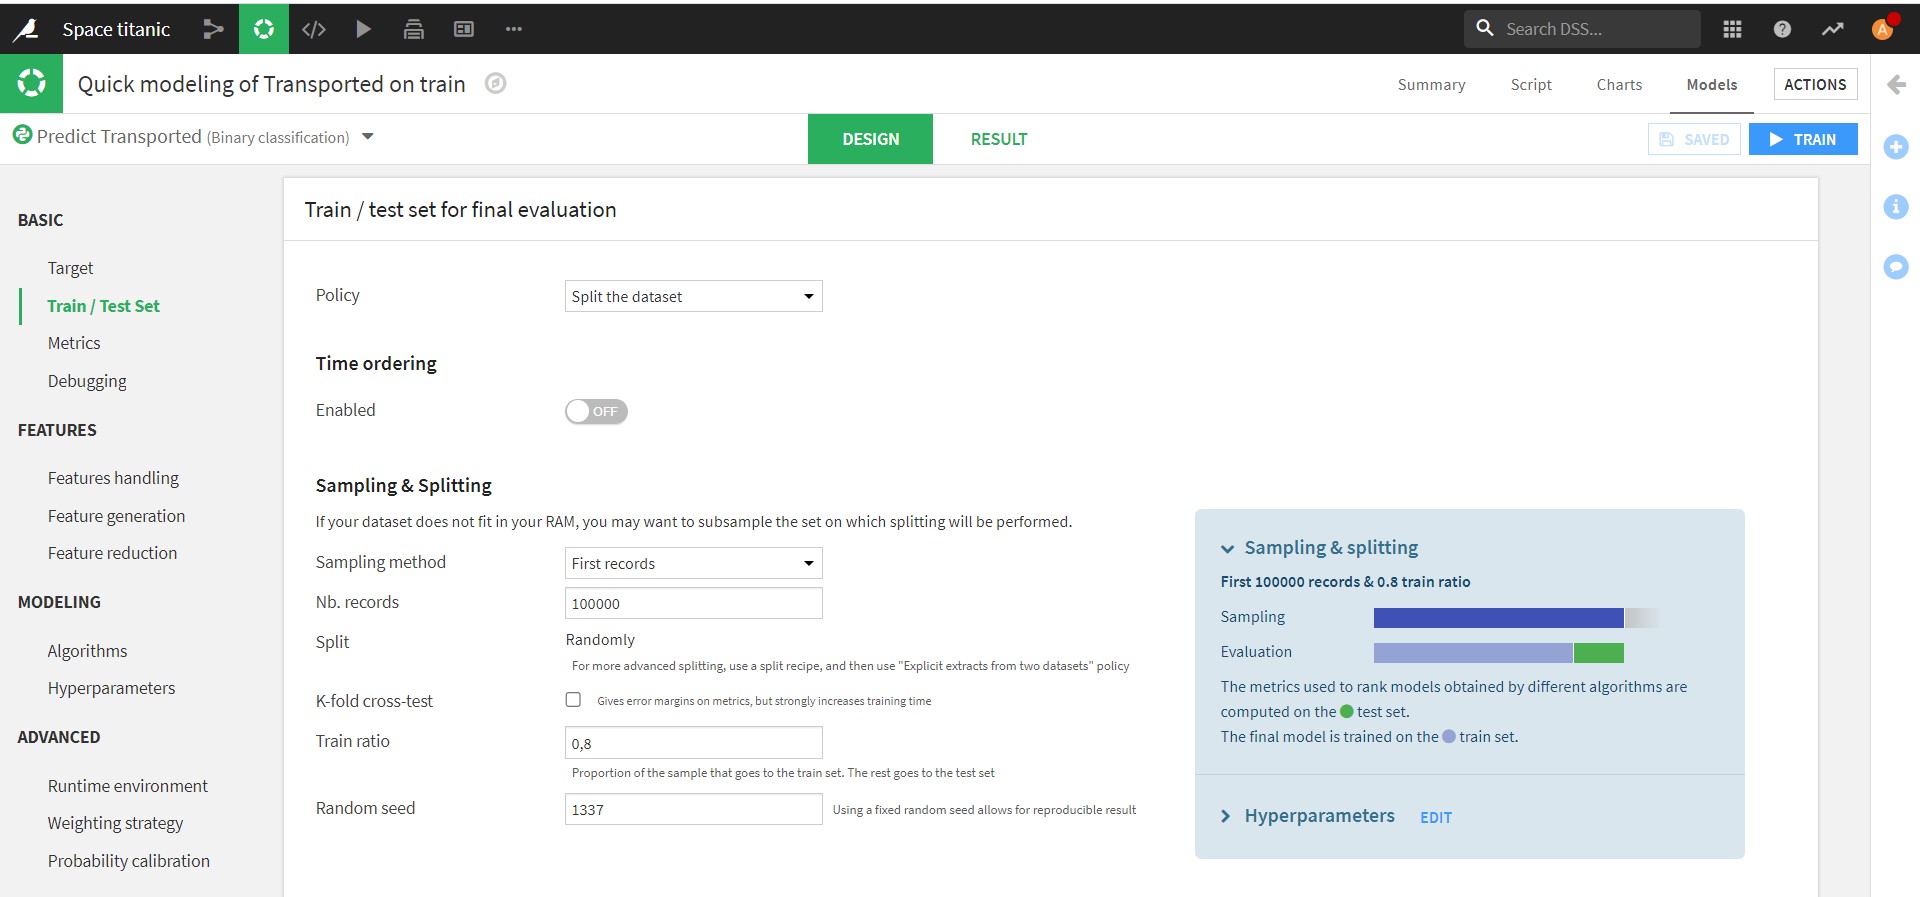 Space titanic
Search DSS...
A
Quick modeling of Transported on train
Summary
Script
Charts
Models
ACTIONS
Predict Transported (Binary classification)
DESIGN
RESULT
SAVED
TRAIN
BASIC
Target
Train / Test Set
Metrics
Debugging
FEATURES
Features handling
Feature generation
Feature reduction
MODELING
Algorithms
Hyperparameters
ADVANCED
Runtime environment
Weighting strategy
Probability calibration
Train / test set for final evaluation
Policy
Split the dataset
Time ordering
Enabled
OFF
Sampling & Splitting
If your dataset does not fit in your RAM, you may want to subsample the set on which splitting will be performed.
Sampling method
First records
Nb. records
100000
Split
Randomly
For more advanced splitting, use a split recipe, and then use "Explicit extracts from two datasets" policy
K-fold cross-test
Gives error margins on metrics, but strongly increases training time
Train ratio
0,8
Proportion of the sample that goes to the train set. The rest goes to the test set
Random seed
1337
Using a fixed random seed allows for reproducible result
Sampling & splitting
First 100000 records & 0.8 train ratio
Sampling
Evaluation
The metrics used to rank models obtained by different algorithms are
computed on the test set.
The final model is trained on the train set.
Hyperparameters
EDIT